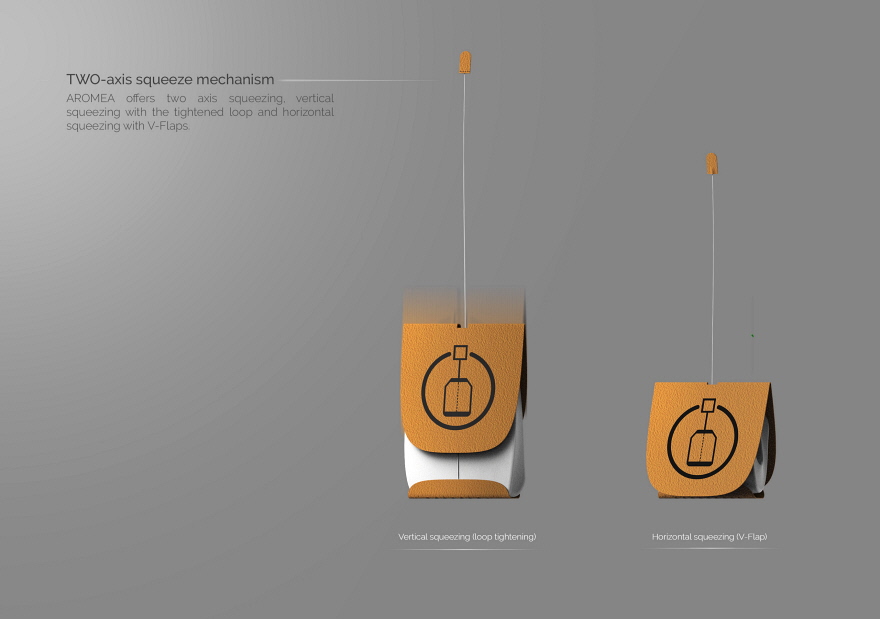 TWO-axis squeeze mechanism
AROMEA offers two axis squeezing, vertical
squeezing with the tightened loop and horizontal
squeezing with V-Flaps.
Vertical squeezing (loop tightening)
Horizontal squeezing (V-Flap)